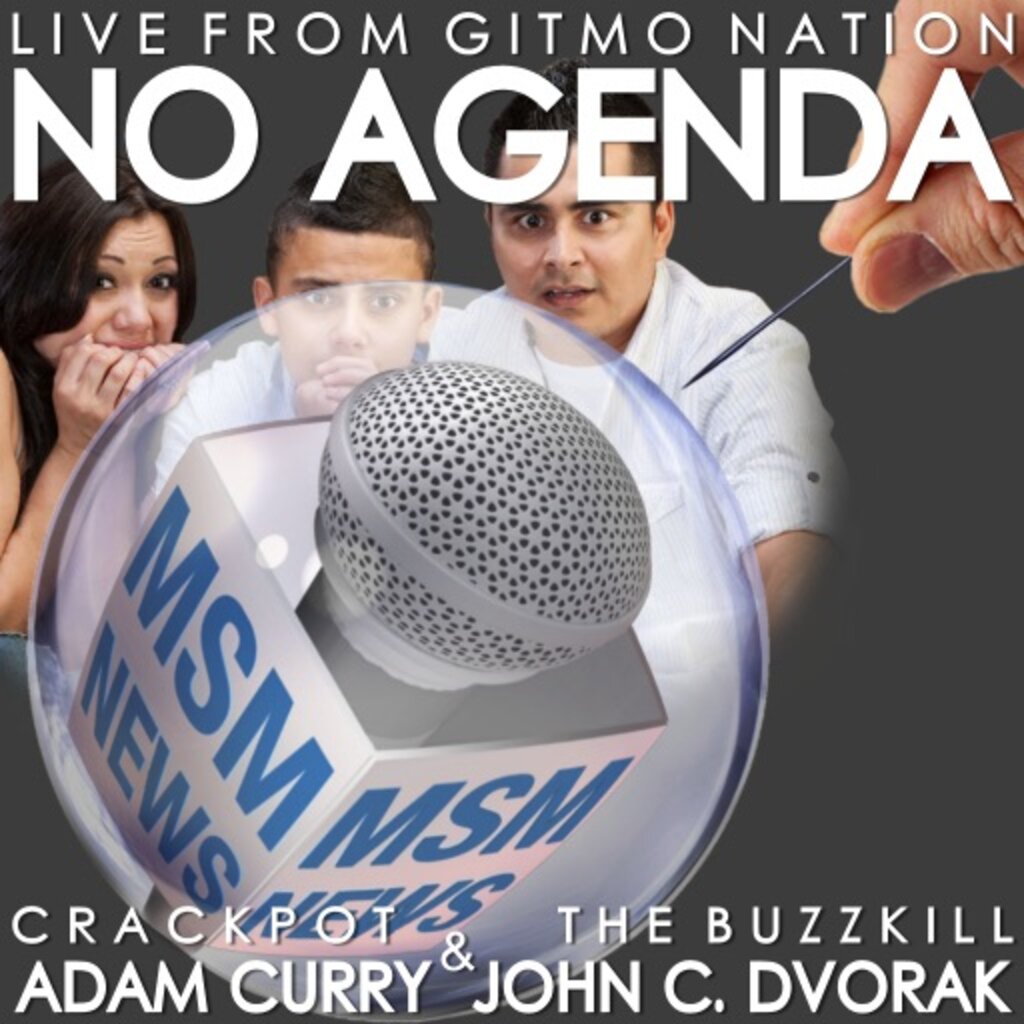 LIVE FROM GITMO NATION
NO AGENDA
MSM
NEWS
MSM
NEWS
CRACKPOT & THE BUZZKILL
ADAM CURRY JOHN C. DVORAK